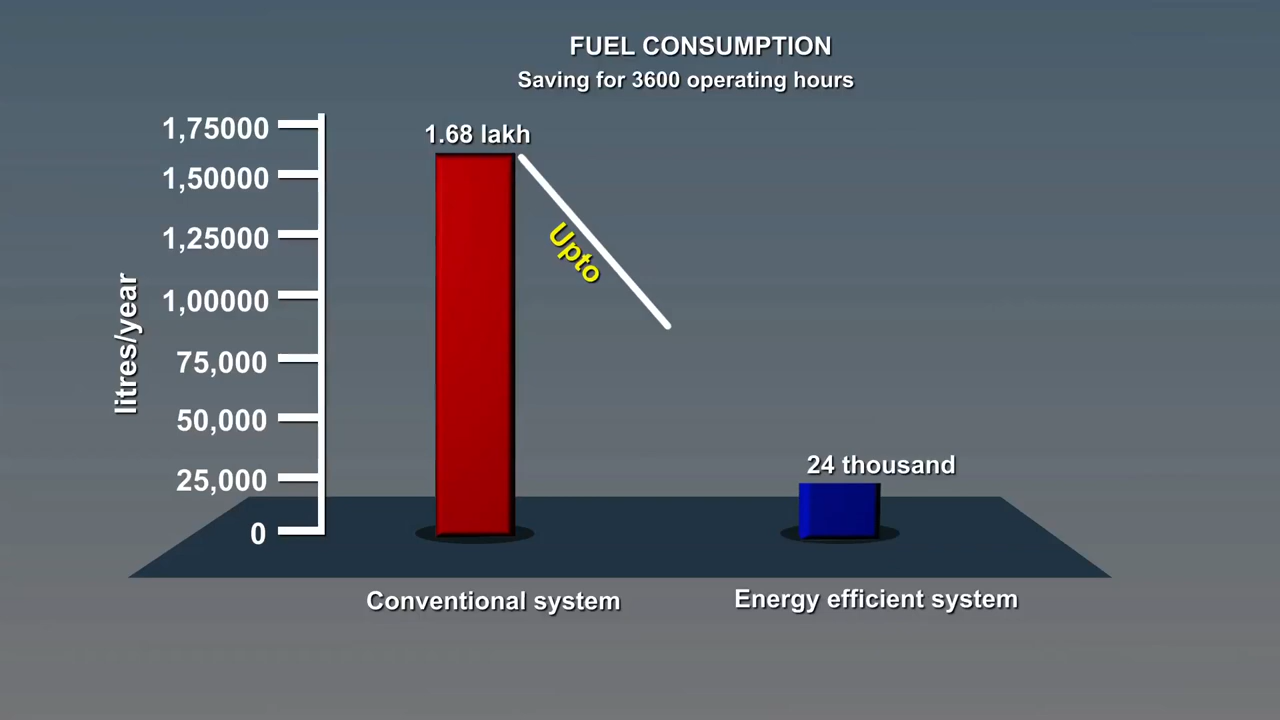 FUEL CONSUMPTION
Saving for 3600 operating hours
1,75000
1,50000
1,25000
1,00000
75,000
50,000
25,000
0
litres/year
1.68 lakh
Upto
24 thousand
Conventional system
Energy efficient system